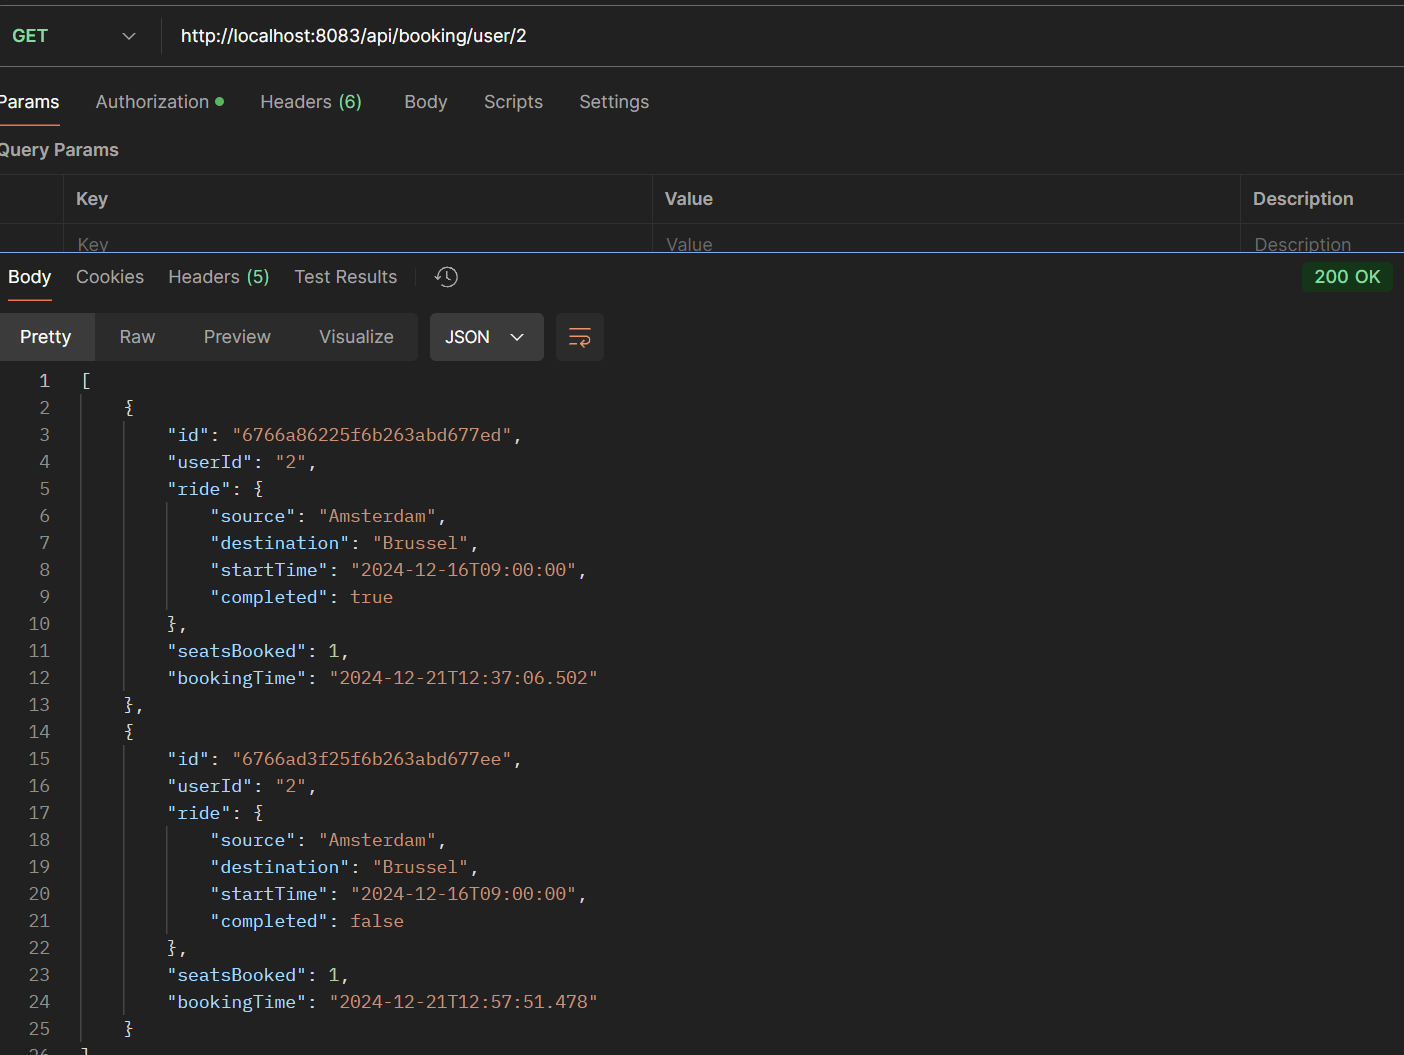 GET http://localhost:8083/api/booking/user/2
Params Authorization Headers (6) Body Scripts Settings
Query Params
Key Value Description
Key Value Description
Body Cookies Headers (5) Test Results 200 OK
Pretty Raw Preview Visualize JSON
1 [
2 {
3 "id": "6766a86225f6b263abd677ed",
4 "userId": "2",
5 "ride": {
6 "source": "Amsterdam",
7 "destination": "Brussel",
8 "startTime": "2024-12-16T09:00:00",
9 "completed": true
10 },
11 "seatsBooked": 1,
12 "bookingTime": "2024-12-21T12:37:06.502"
13 },
14 {
15 "id": "6766ad3f25f6b263abd677ee",
16 "userId": "2",
17 "ride": {
18 "source": "Amsterdam",
19 "destination": "Brussel",
20 "startTime": "2024-12-16T09:00:00",
21 "completed": false
22 },
23 "seatsBooked": 1,
24 "bookingTime": "2024-12-21T12:57:51.478"
25 }
26 ]